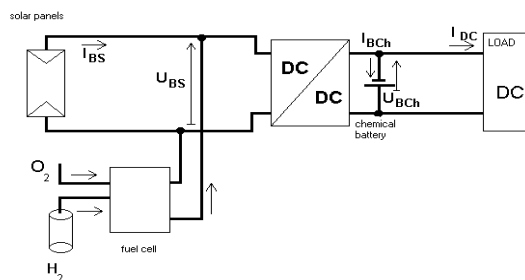 solar panels
I BS
U BS
DC
DC
I BCh
I DC
LOAD
DC
U BCh
chemical
battery
O 2
fuel cell
H 2